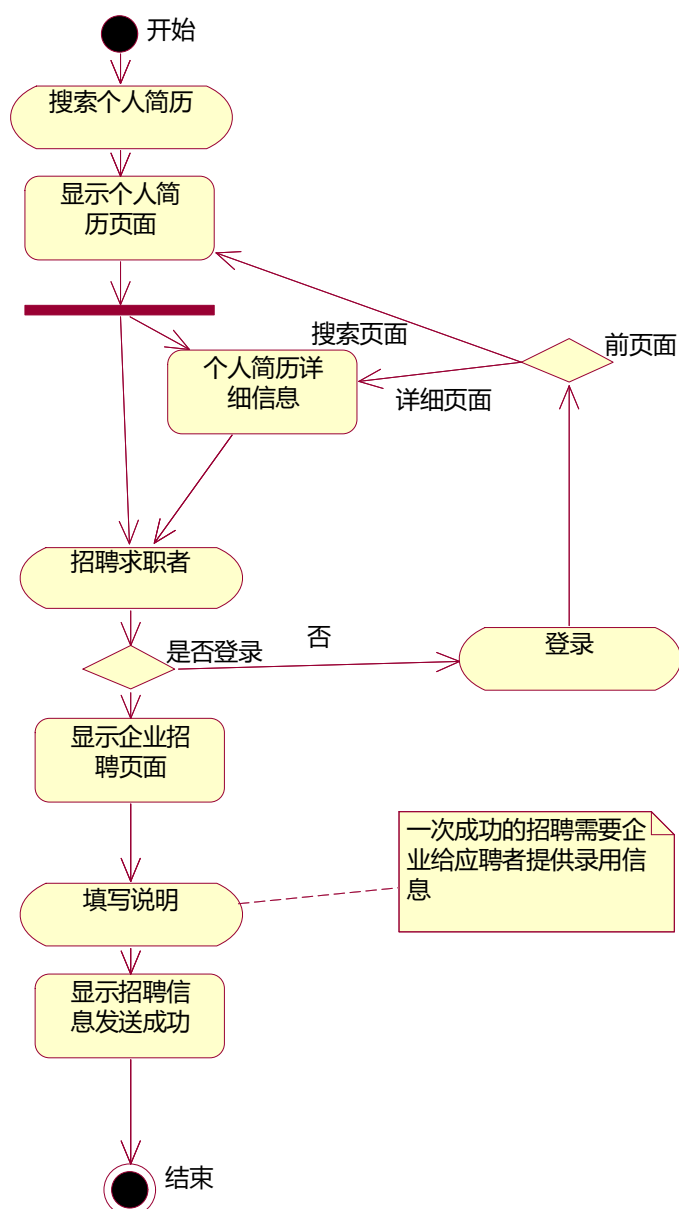 开始
搜索个人简历
显示个人简
历页面
搜索页面
前页面
个人简历详
细信息
详细页面
招聘求职者
是否登录
否
登录
显示企业招
聘页面
一次成功的招聘需要企
业给应聘者提供录用信
息
填写说明
显示招聘信
息发送成功
结束